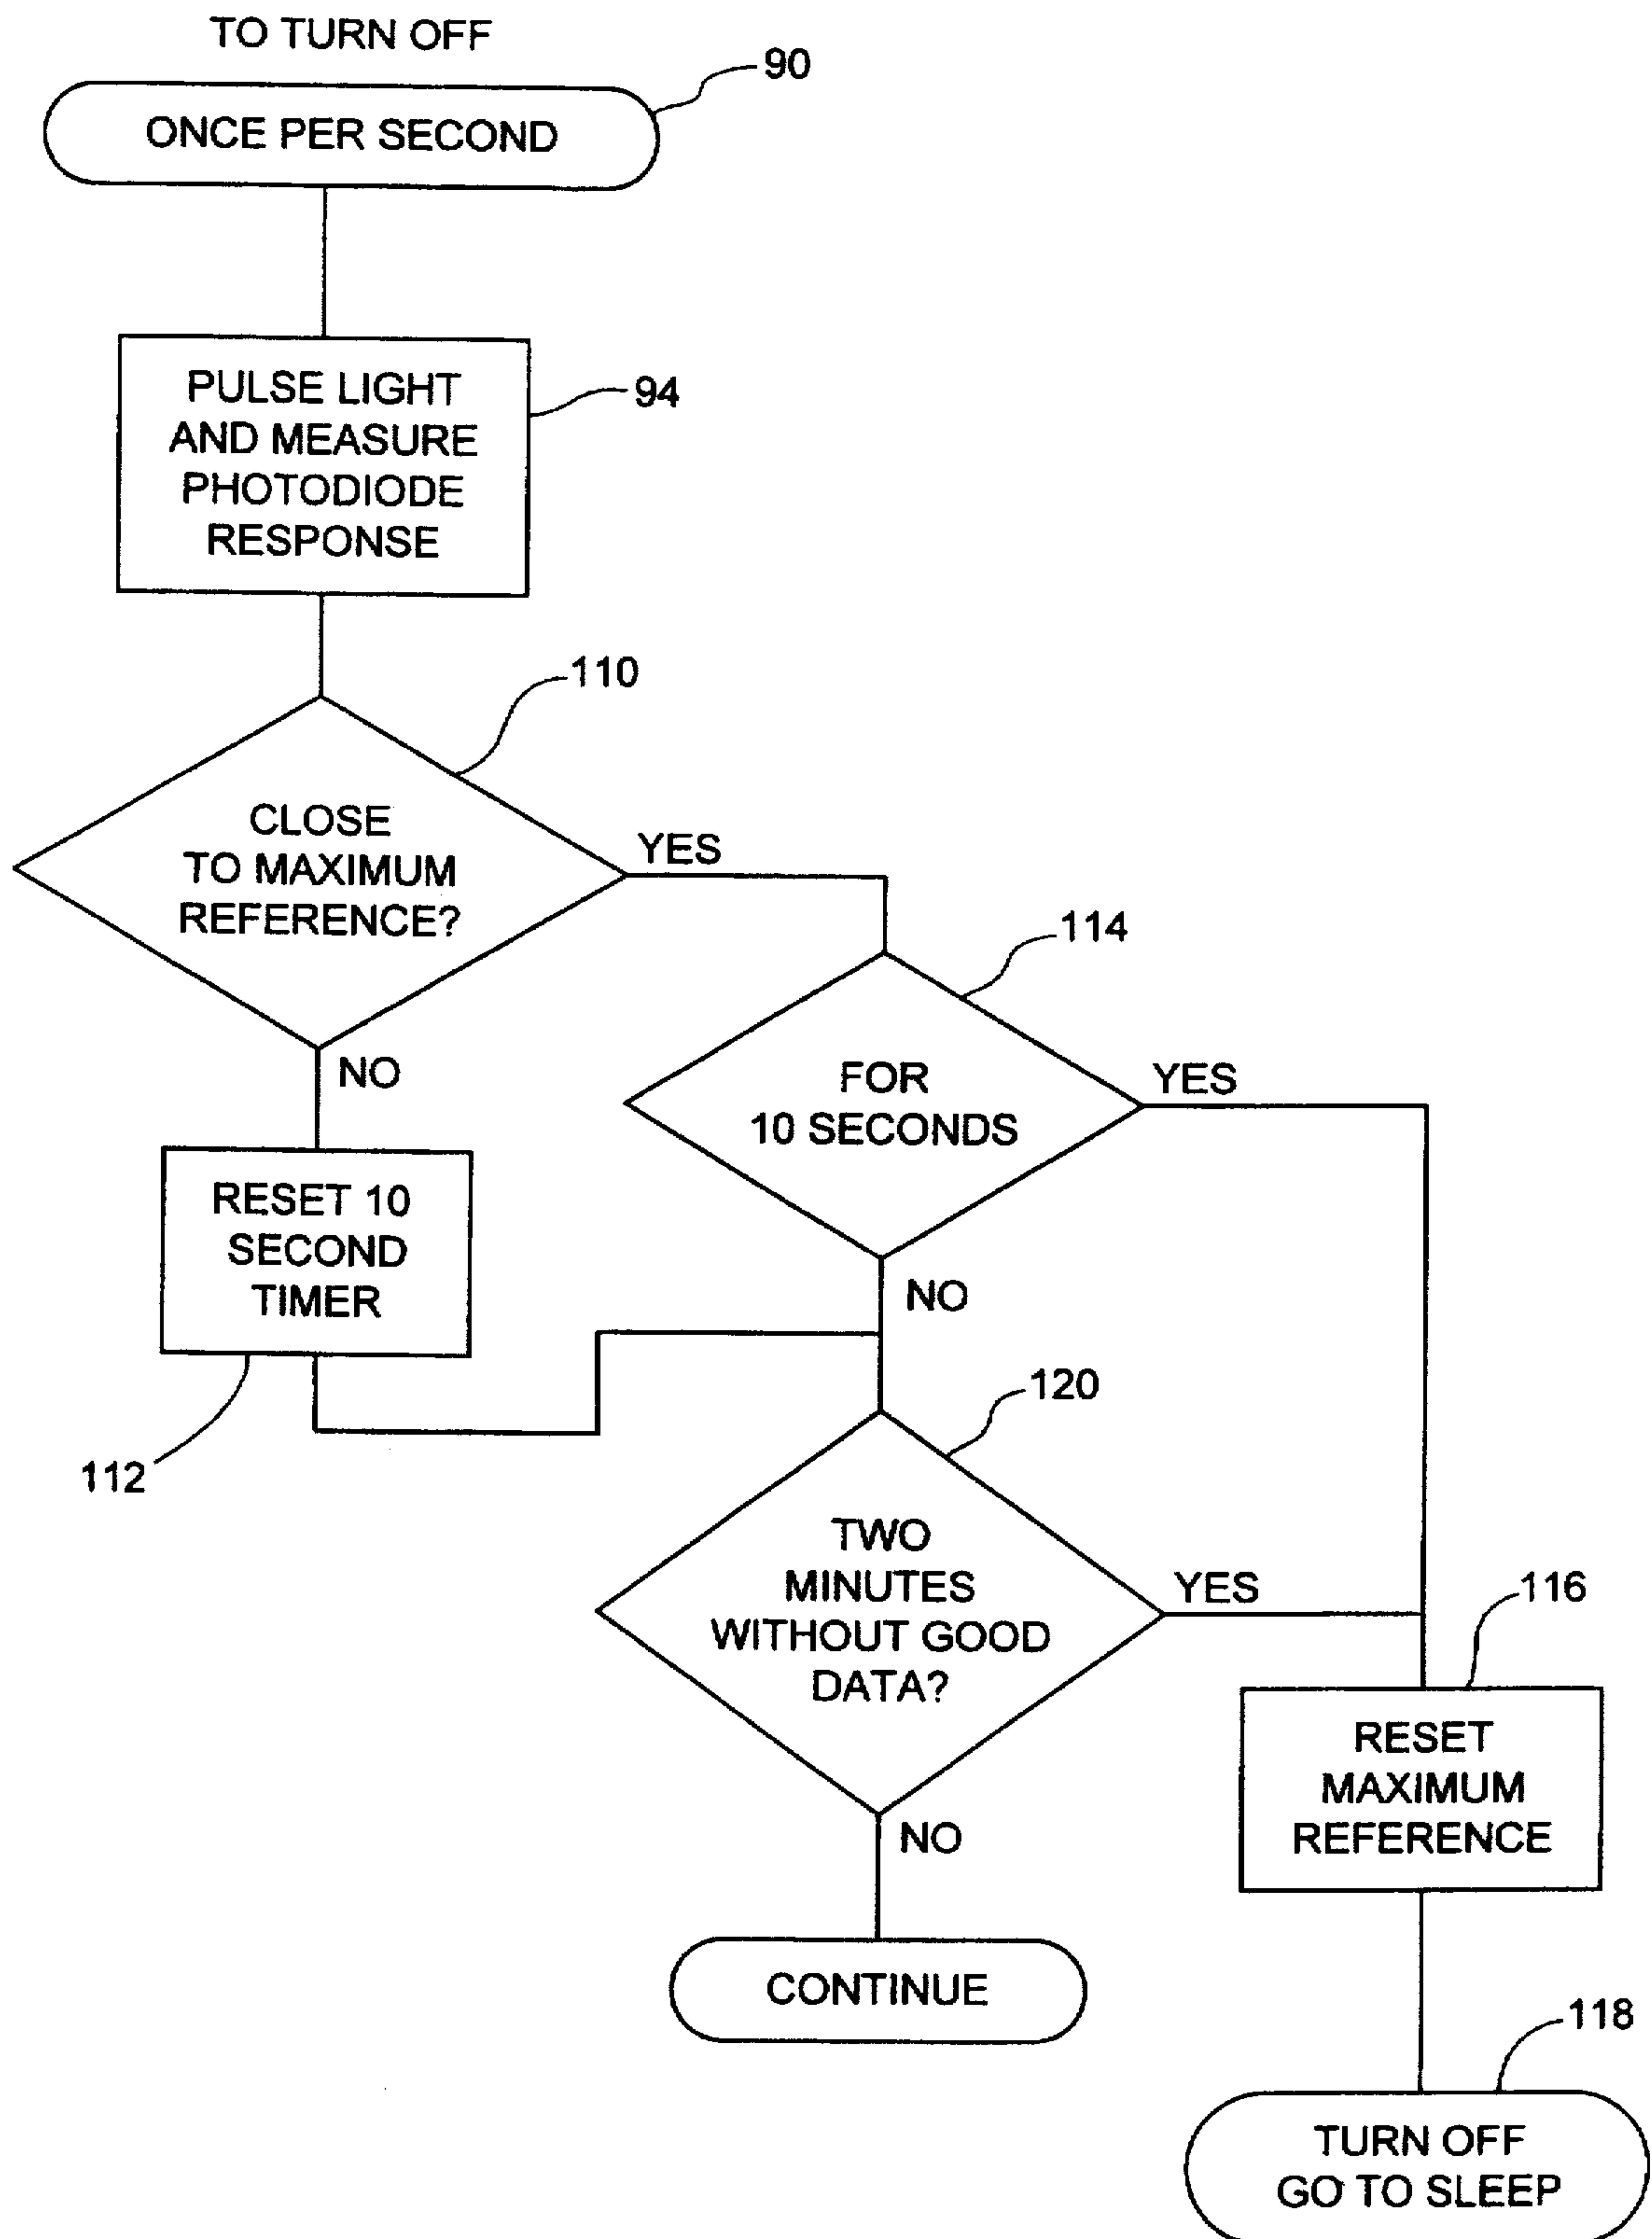 TO TURN OFF
90
ONCE PER SECOND
PULSE LIGHT
AND MEASURE
PHOTODIODE
RESPONSE
94
110
CLOSE
TO MAXIMUM
REFERENCE?
YES
NO
114
FOR
10 SECONDS
YES
NO
RESET 10
SECOND
TIMER
112
120
TWO
MINUTES
WITHOUT GOOD
DATA?
YES
NO
116
RESET
MAXIMUM
REFERENCE
CONTINUE
118
TURN OFF
GO TO SLEEP